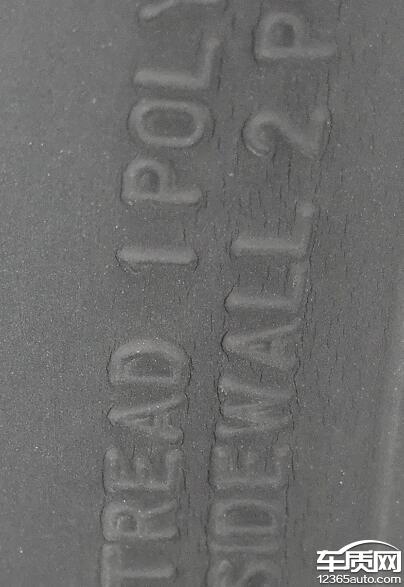 TREAD 1 POLY
SIDEWALL 2 P
车质网
12365auto.com